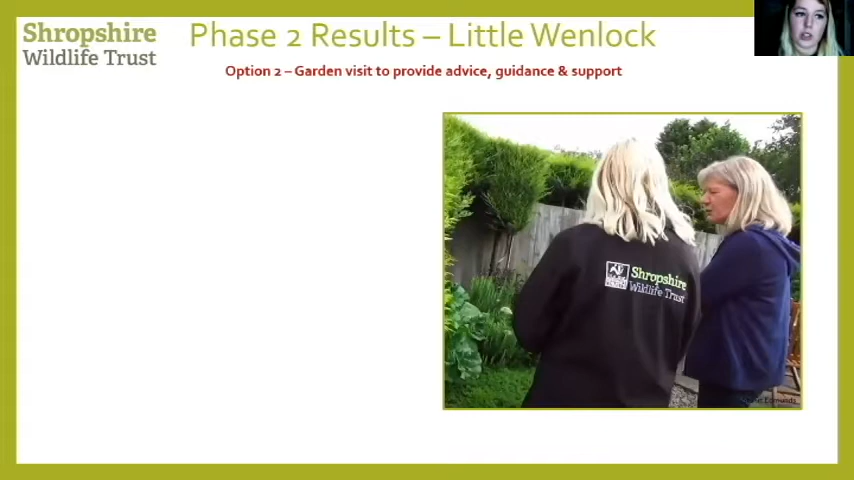 Shropshire
Wildlife Trust
Phase 2 Results – Little Wenlock
Option 2 – Garden visit to provide advice, guidance & support
Shropshire
Wildlife Trust